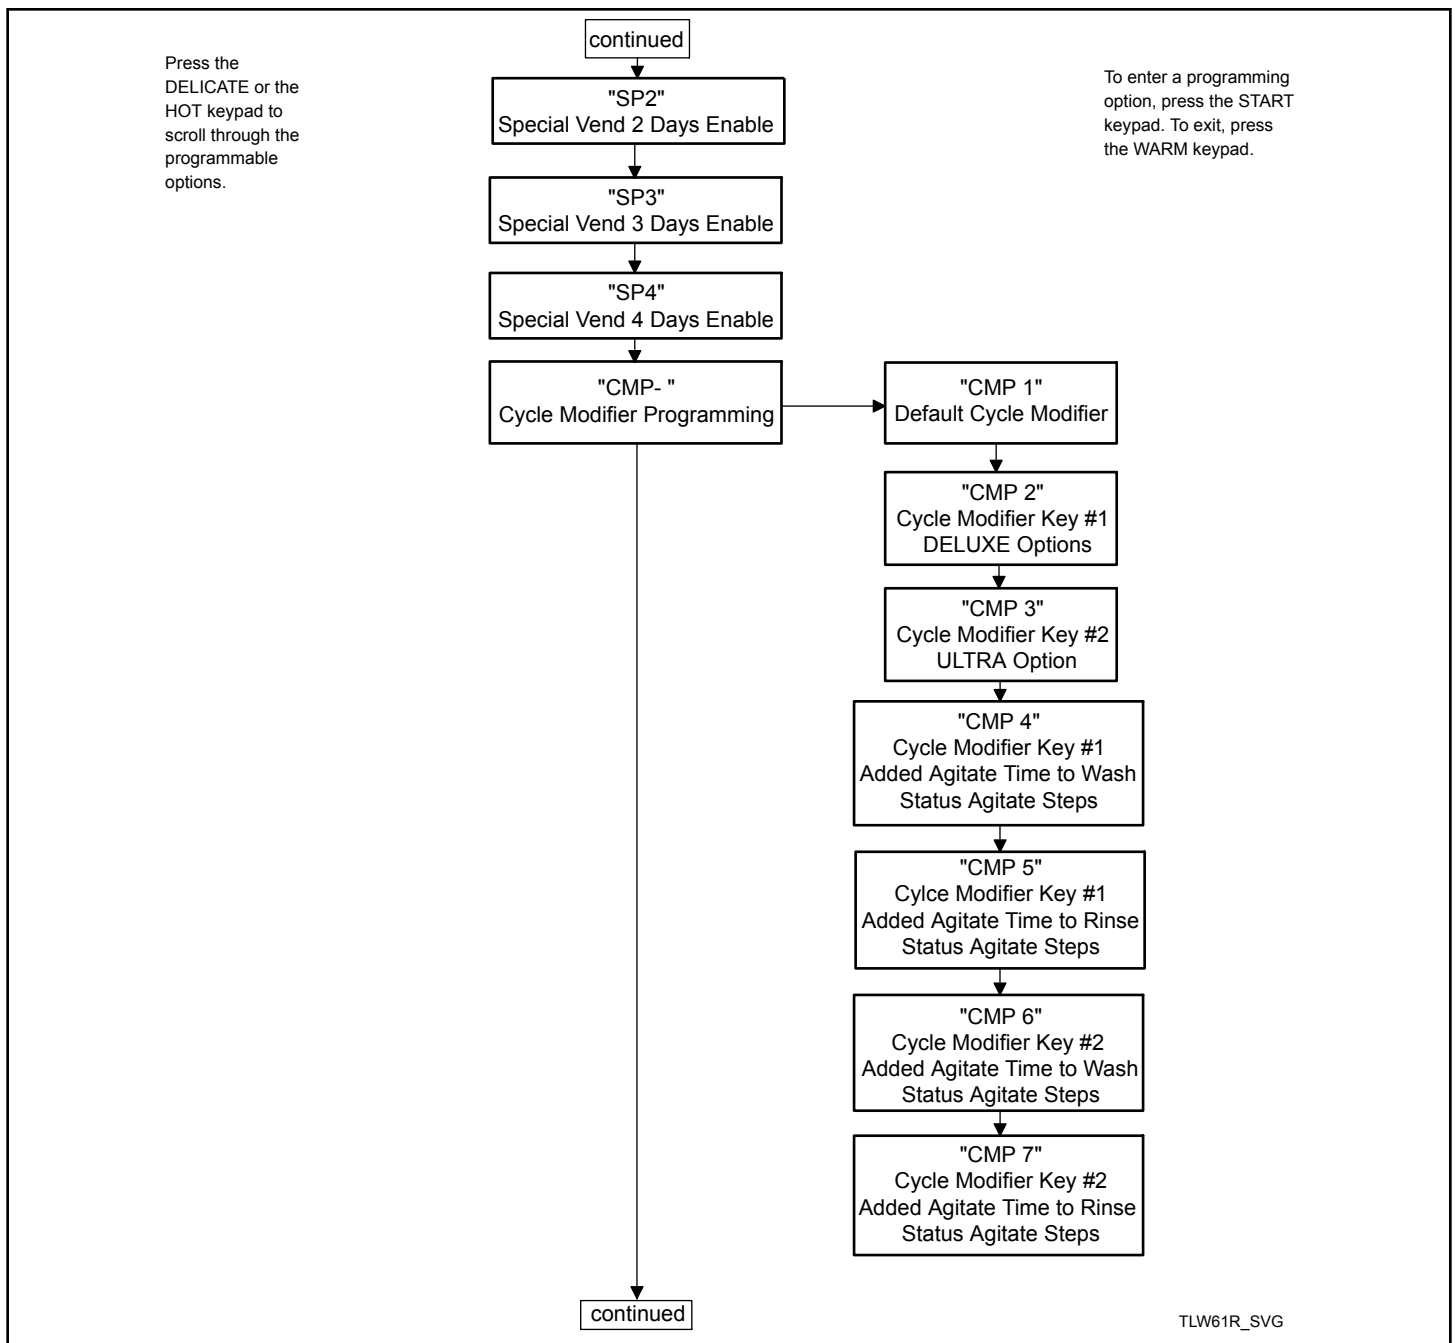 continued
Press the
DELICATE or the
HOT keypad to
scroll through the
programmable
options.
To enter a programming
option, press the START
keypad. To exit, press
the WARM keypad.
"SP2"
Special Vend 2 Days Enable
"SP3"
Special Vend 3 Days Enable
"SP4"
Special Vend 4 Days Enable
"CMP- "
Cycle Modifier Programming
"CMP 1"
Default Cycle Modifier
"CMP 2"
Cycle Modifier Key #1
DELUXE Options
"CMP 3"
Cycle Modifier Key #2
ULTRA Option
"CMP 4"
Cycle Modifier Key #1
Added Agitate Time to Wash
Status Agitate Steps
"CMP 5"
Cylce Modifier Key #1
Added Agitate Time to Rinse
Status Agitate Steps
"CMP 6"
Cycle Modifier Key #2
Added Agitate Time to Wash
Status Agitate Steps
"CMP 7"
Cycle Modifier Key #2
Added Agitate Time to Rinse
Status Agitate Steps
continued
TLW61R_SVG